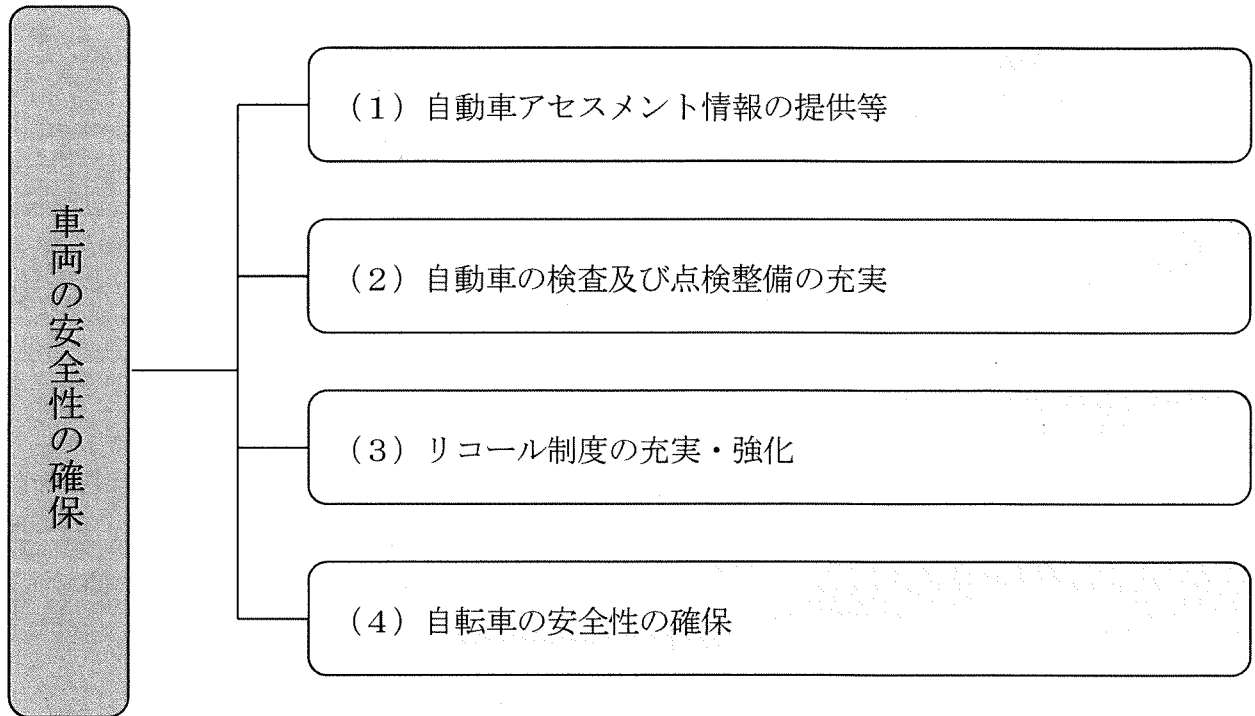 車両の安全性の確保
（1）自動車アセスメント情報の提供等
（2）自動車の検査及び点検整備の充実
（3）リコール制度の充実・強化
（4）自転車の安全性の確保